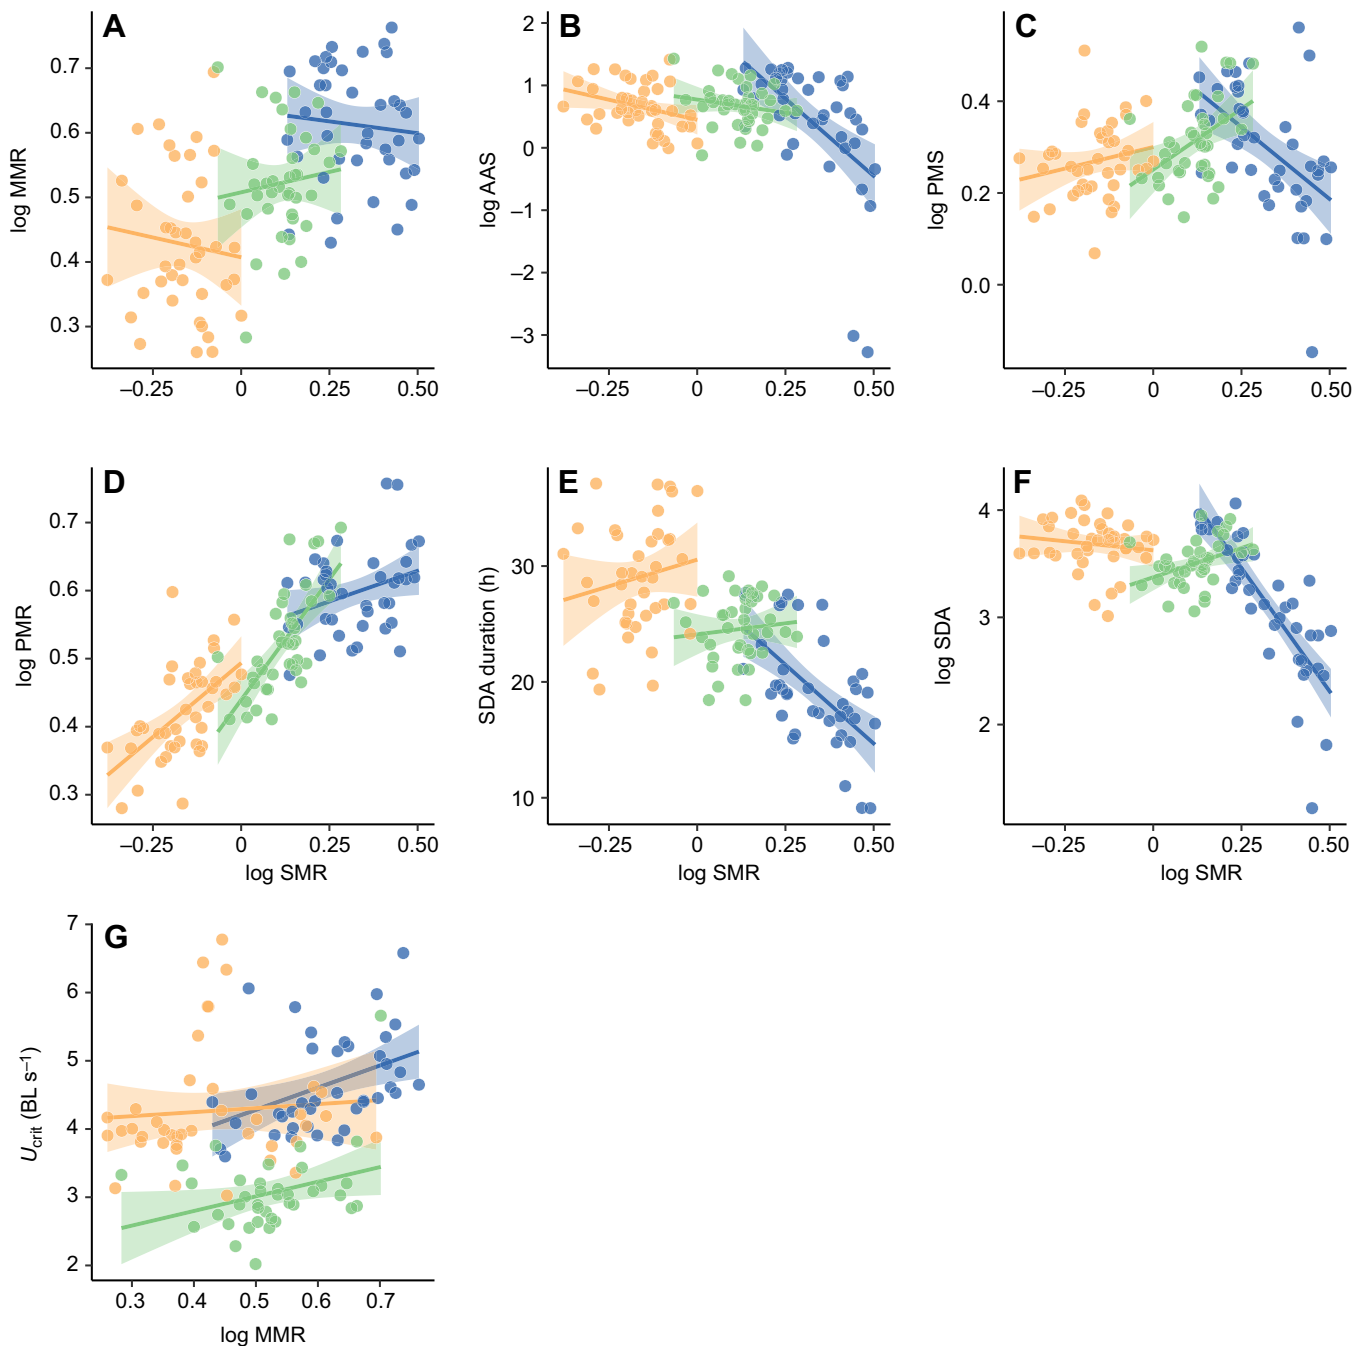 A
log MMR
0.7
0.6
0.5
0.4
0.3
–0.25 0 0.25 0.50
B
log AAS
2
1
0
–1
–2
–3
–0.25 0 0.25 0.50
C
log PMS
0.4
0.2
0.0
–0.25 0 0.25 0.50
D
log PMR
0.7
0.6
0.5
0.4
0.3
–0.25 0 0.25 0.50
log SMR
E
SDA duration (h)
30
20
10
–0.25 0 0.25 0.50
log SMR
F
log SDA
4
3
2
–0.25 0 0.25 0.50
log SMR
G
Ucrit (BL s–1)
7
6
5
4
3
2
0.3 0.4 0.5 0.6 0.7
log MMR